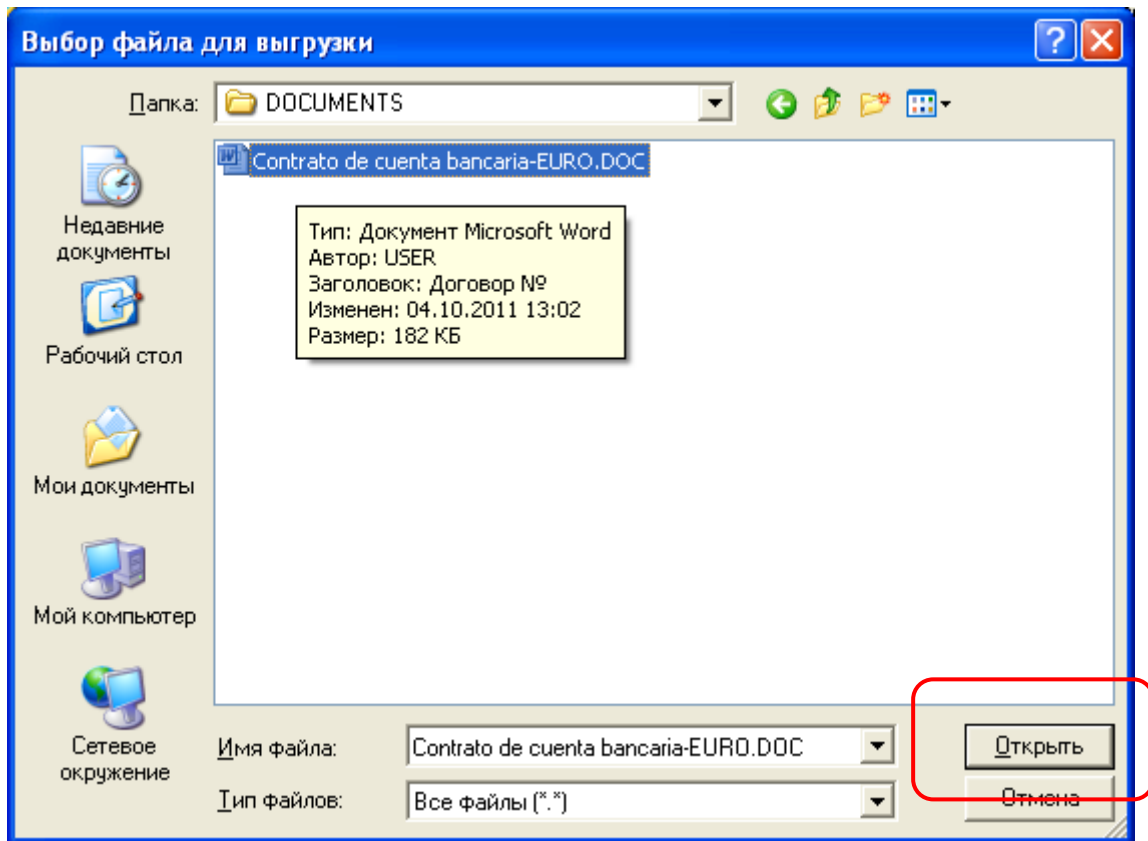 Выбор файла для выгрузки
Папка:
DOCUMENTS
Contrato de cuenta bancaria-EURO.DOC
Тип: Документ Microsoft Word
Автор: USER
Заголовок: Договор №
Изменен: 04.10.2011 13:02
Размер: 182 КБ
Недавние
документы
Рабочий стол
Мои документы
Мой компьютер
Сетевое
окружение
Имя файла:
Contrato de cuenta bancaria-EURO.DOC
Открыть
Тип файлов:
Все файлы (*.*)
Отмена